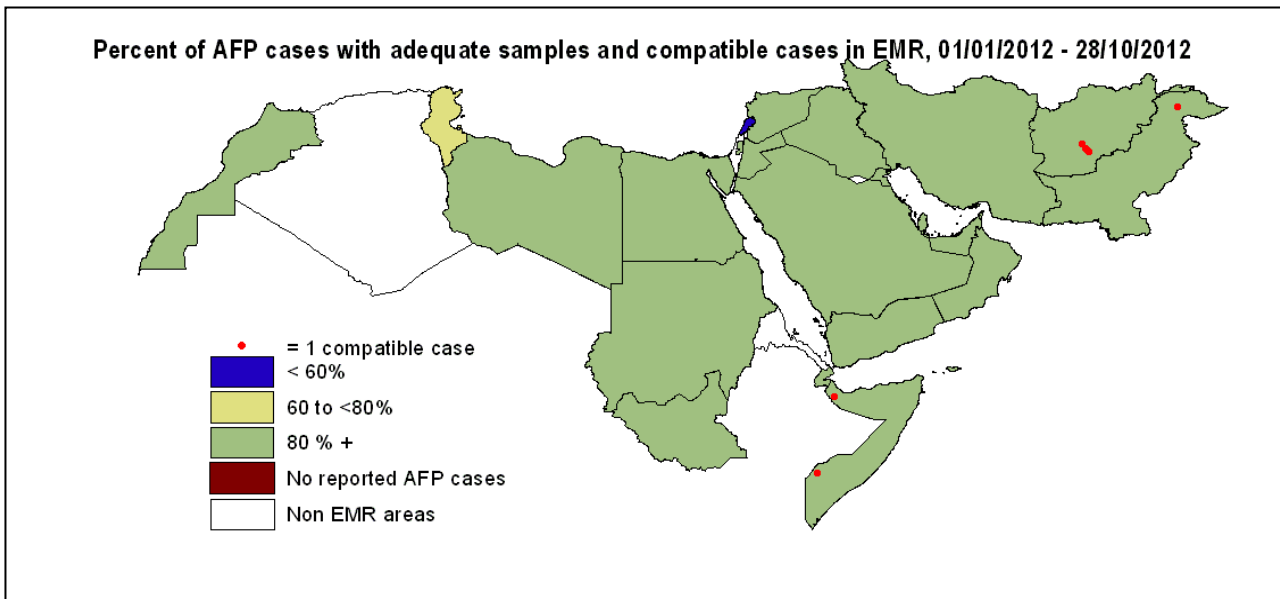 Percent of AFP cases with adequate samples and compatible cases in EMR, 01/01/2012 - 28/10/2012
= 1 compatible case
< 60%
60 to <80%
80 % +
No reported AFP cases
Non EMR areas